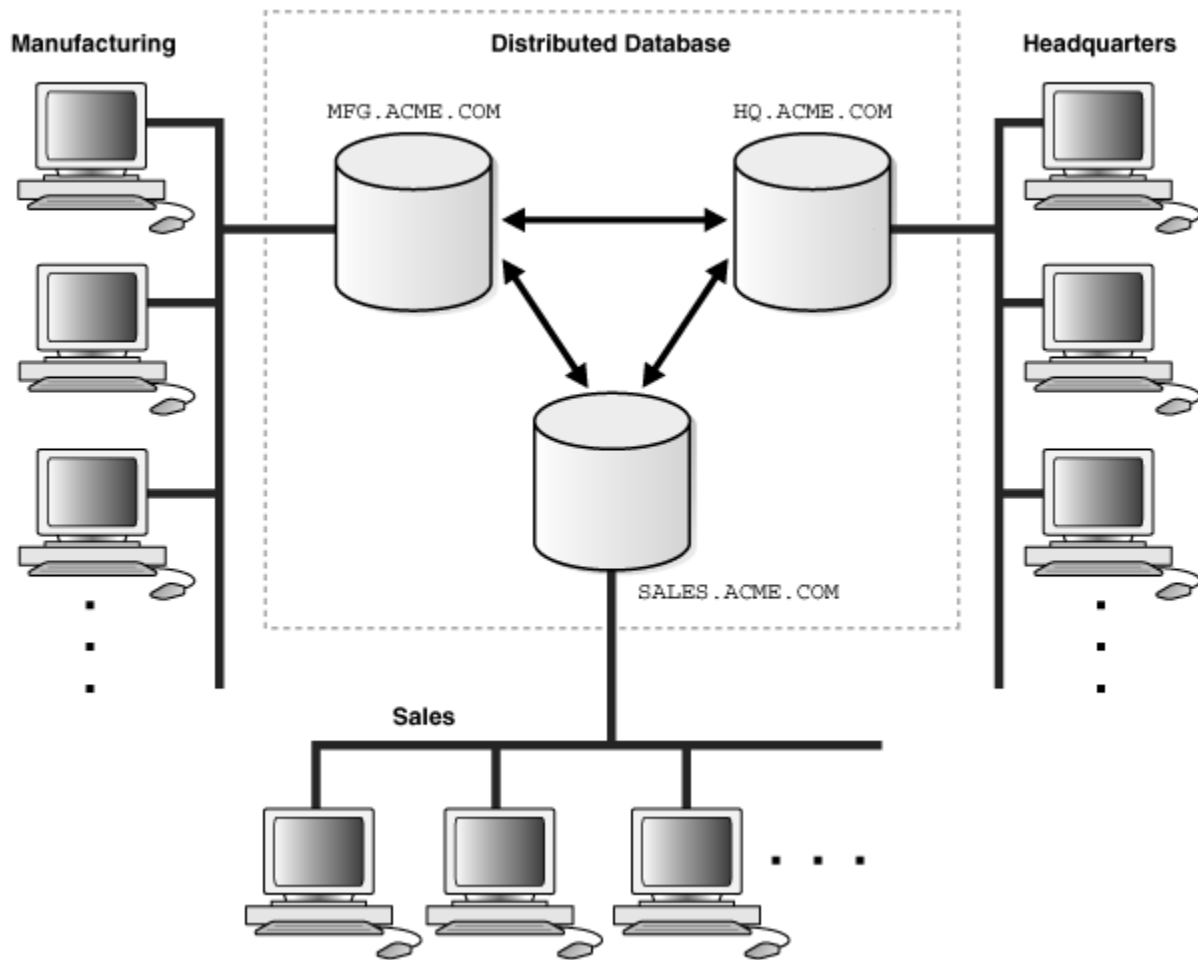 Manufacturing
Distributed Database
Headquarters
MFG.ACME.COM
HQ.ACME.COM
SALES.ACME.COM
Sales